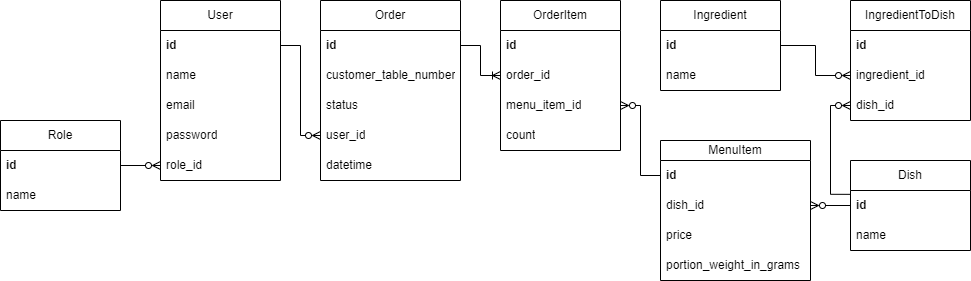 User
id
name
email
password
role_id
Role
id
name
Order
id
customer_table_number
status
user_id
datetime
OrderItem
id
order_id
menu_item_id
count
Ingredient
id
name
IngredientToDish
id
ingredient_id
dish_id
MenuItem
id
dish_id
price
portion_weight_in_grams
Dish
id
name